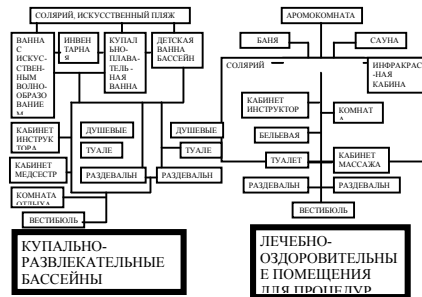 СОЛЯРИЙ, ИСКУССТВЕННЫЙ ПЛЯЖ
ВАННА
С
ИСКУС-
СТВЕН-
НЫМ
ВОЛНО-
ОБРАЗО
ВАНИЕ
М
ИНВЕН
ТАРНА
Я
КУПАЛ
ЬНО-
ПЛАВА-
ТЕЛЬ -
НАЯ
ВАННА
ДЕТСКАЯ
ВАННА
БАССЕЙН
КАБИНЕТ
ИНСТРУК
ТОРА
КАБИНЕТ
МЕДСЕСТР
КОМНАТА
ОТДЫХА
ДУШЕВЫЕ
ТУАЛЕ
РАЗДЕВАЛЬН
ДУШЕВЫЕ
ТУАЛЕ
РАЗДЕВАЛЬН
ВЕСТИБЮЛЬ
КУПАЛЬНО-
РАЗВЛЕКАТЕЛЬНЫЕ
БАССЕЙНЫ
АРОМОКОМНАТА
БАНЯ
САУНА
СОЛЯРИЙ
ИНФРАКРАС
-НАЯ
КАБИНА
КАБИНЕТ
ИНСТРУКТОР
КОМНАТ
А
БЕЛЬЕВАЯ
ТУАЛЕТ
КАБИНЕТ
МАССАЖА
РАЗДЕВАЛЬН
РАЗДЕВАЛЬН
ВЕСТИБЮЛЬ
ЛЕЧЕБНО-
ОЗДОРОВИТЕЛЬНЫ
Е ПОМЕЩЕНИЯ
ДЛЯ ПРОЦЕДУР